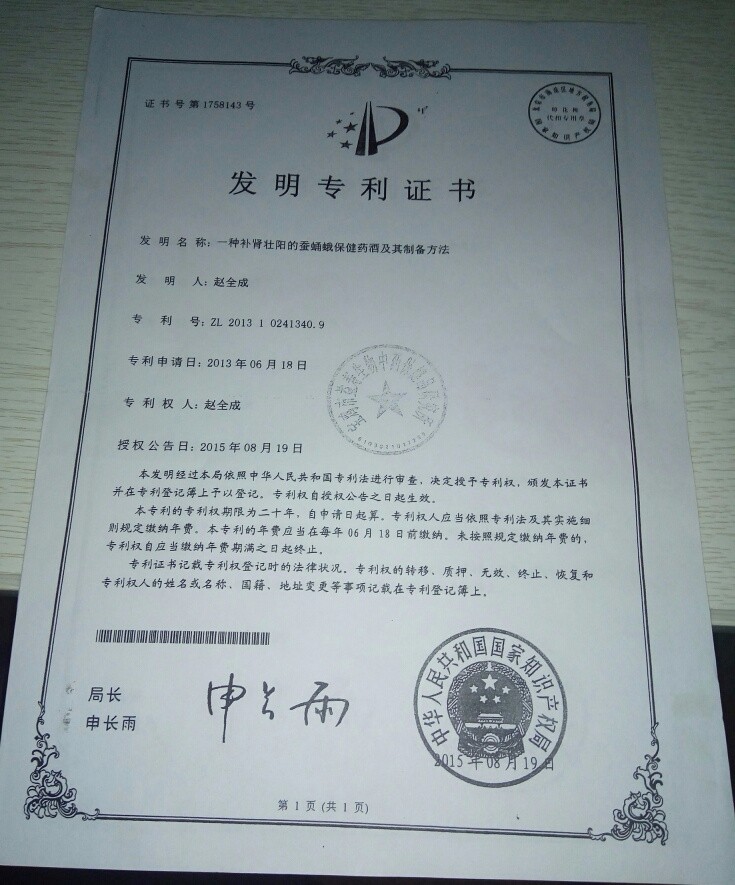 证书号第1758143号
发明专利证书
发明名称：一种补肾壮阳的蚕蛹蛾保健药酒及其制备方法
发明人：赵全成
专利号：ZL 2013 1 0241340.9
专利申请日：2013年06月18日
专利权人：赵全成
授权公告日：2015年08月19日
本发明经过本局依照中华人民共和国专利法进行审查，决定授予专利权，颁发本证书
并在专利登记簿上予以登记。专利权自授权公告之日起生效。
本专利的专利权期限为二十年，自申请日起算。专利权人应当依照专利法及其实施细
则规定缴纳年费。本专利的年费应当在每年06月18日前缴纳。未按照规定缴纳年费的，
专利权自应当缴纳年费期满之日起终止。
专利证书记载专利权登记时的法律状况。专利权的转移、质押、无效、终止、恢复和
专利权人的姓名或名称、国籍、地址变更等事项记载在专利登记簿上。
局长
申长雨
申长雨
中华人民共和国国家知识产权局
2015年08月19日
第1页(共1页)